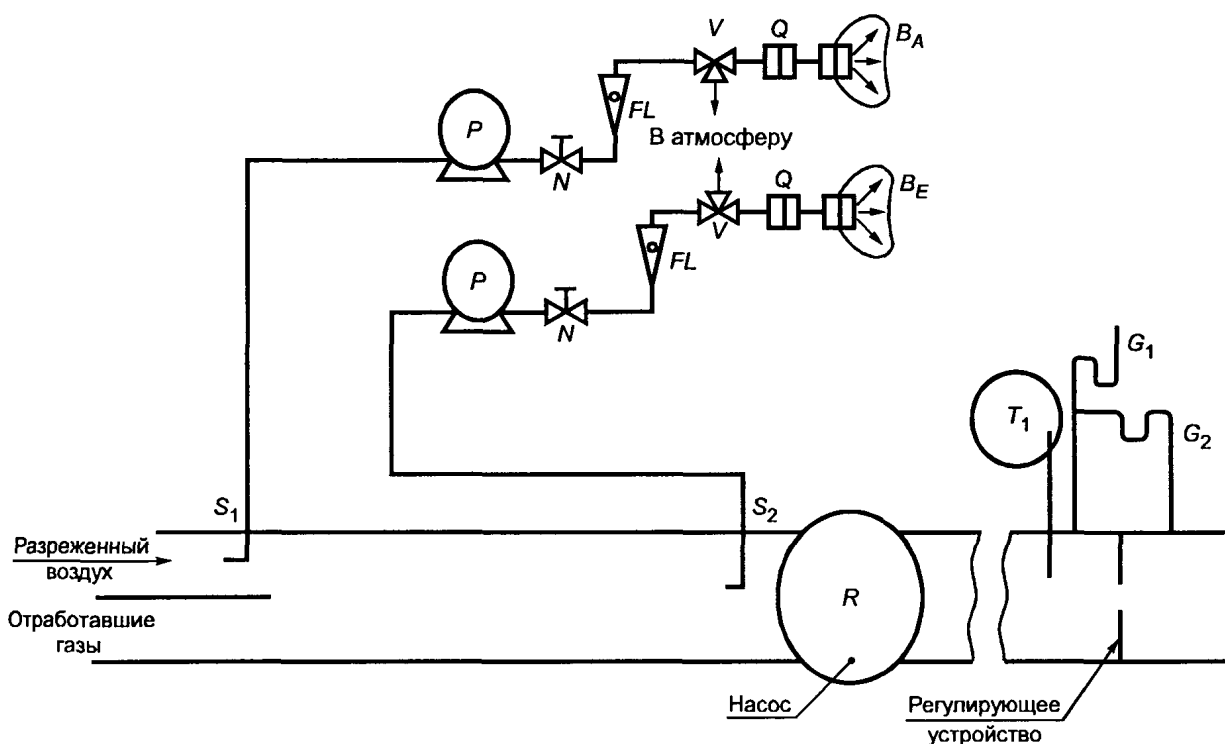 V
Q
B_A
FL
P
N
В атмосферу
Q
B_E
V
FL
P
N
G_1
T_1
G_2
S_1
S_2
Разреженный
воздух
R
Отработавшие
газы
Насос
Регулирующее
устройство